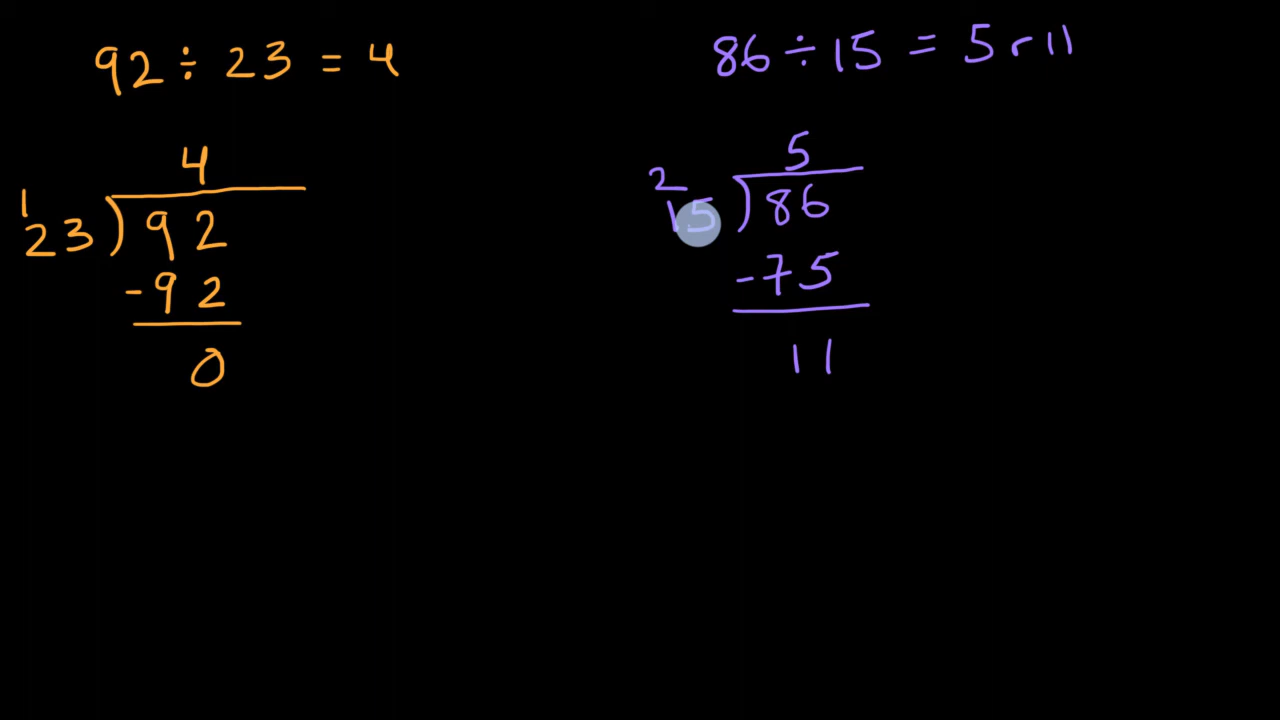 92 ÷ 23 = 4
4
1
23 ) 92
-92
0
86 ÷ 15 = 5 r 11
5
2
15 ) 86
-75
11